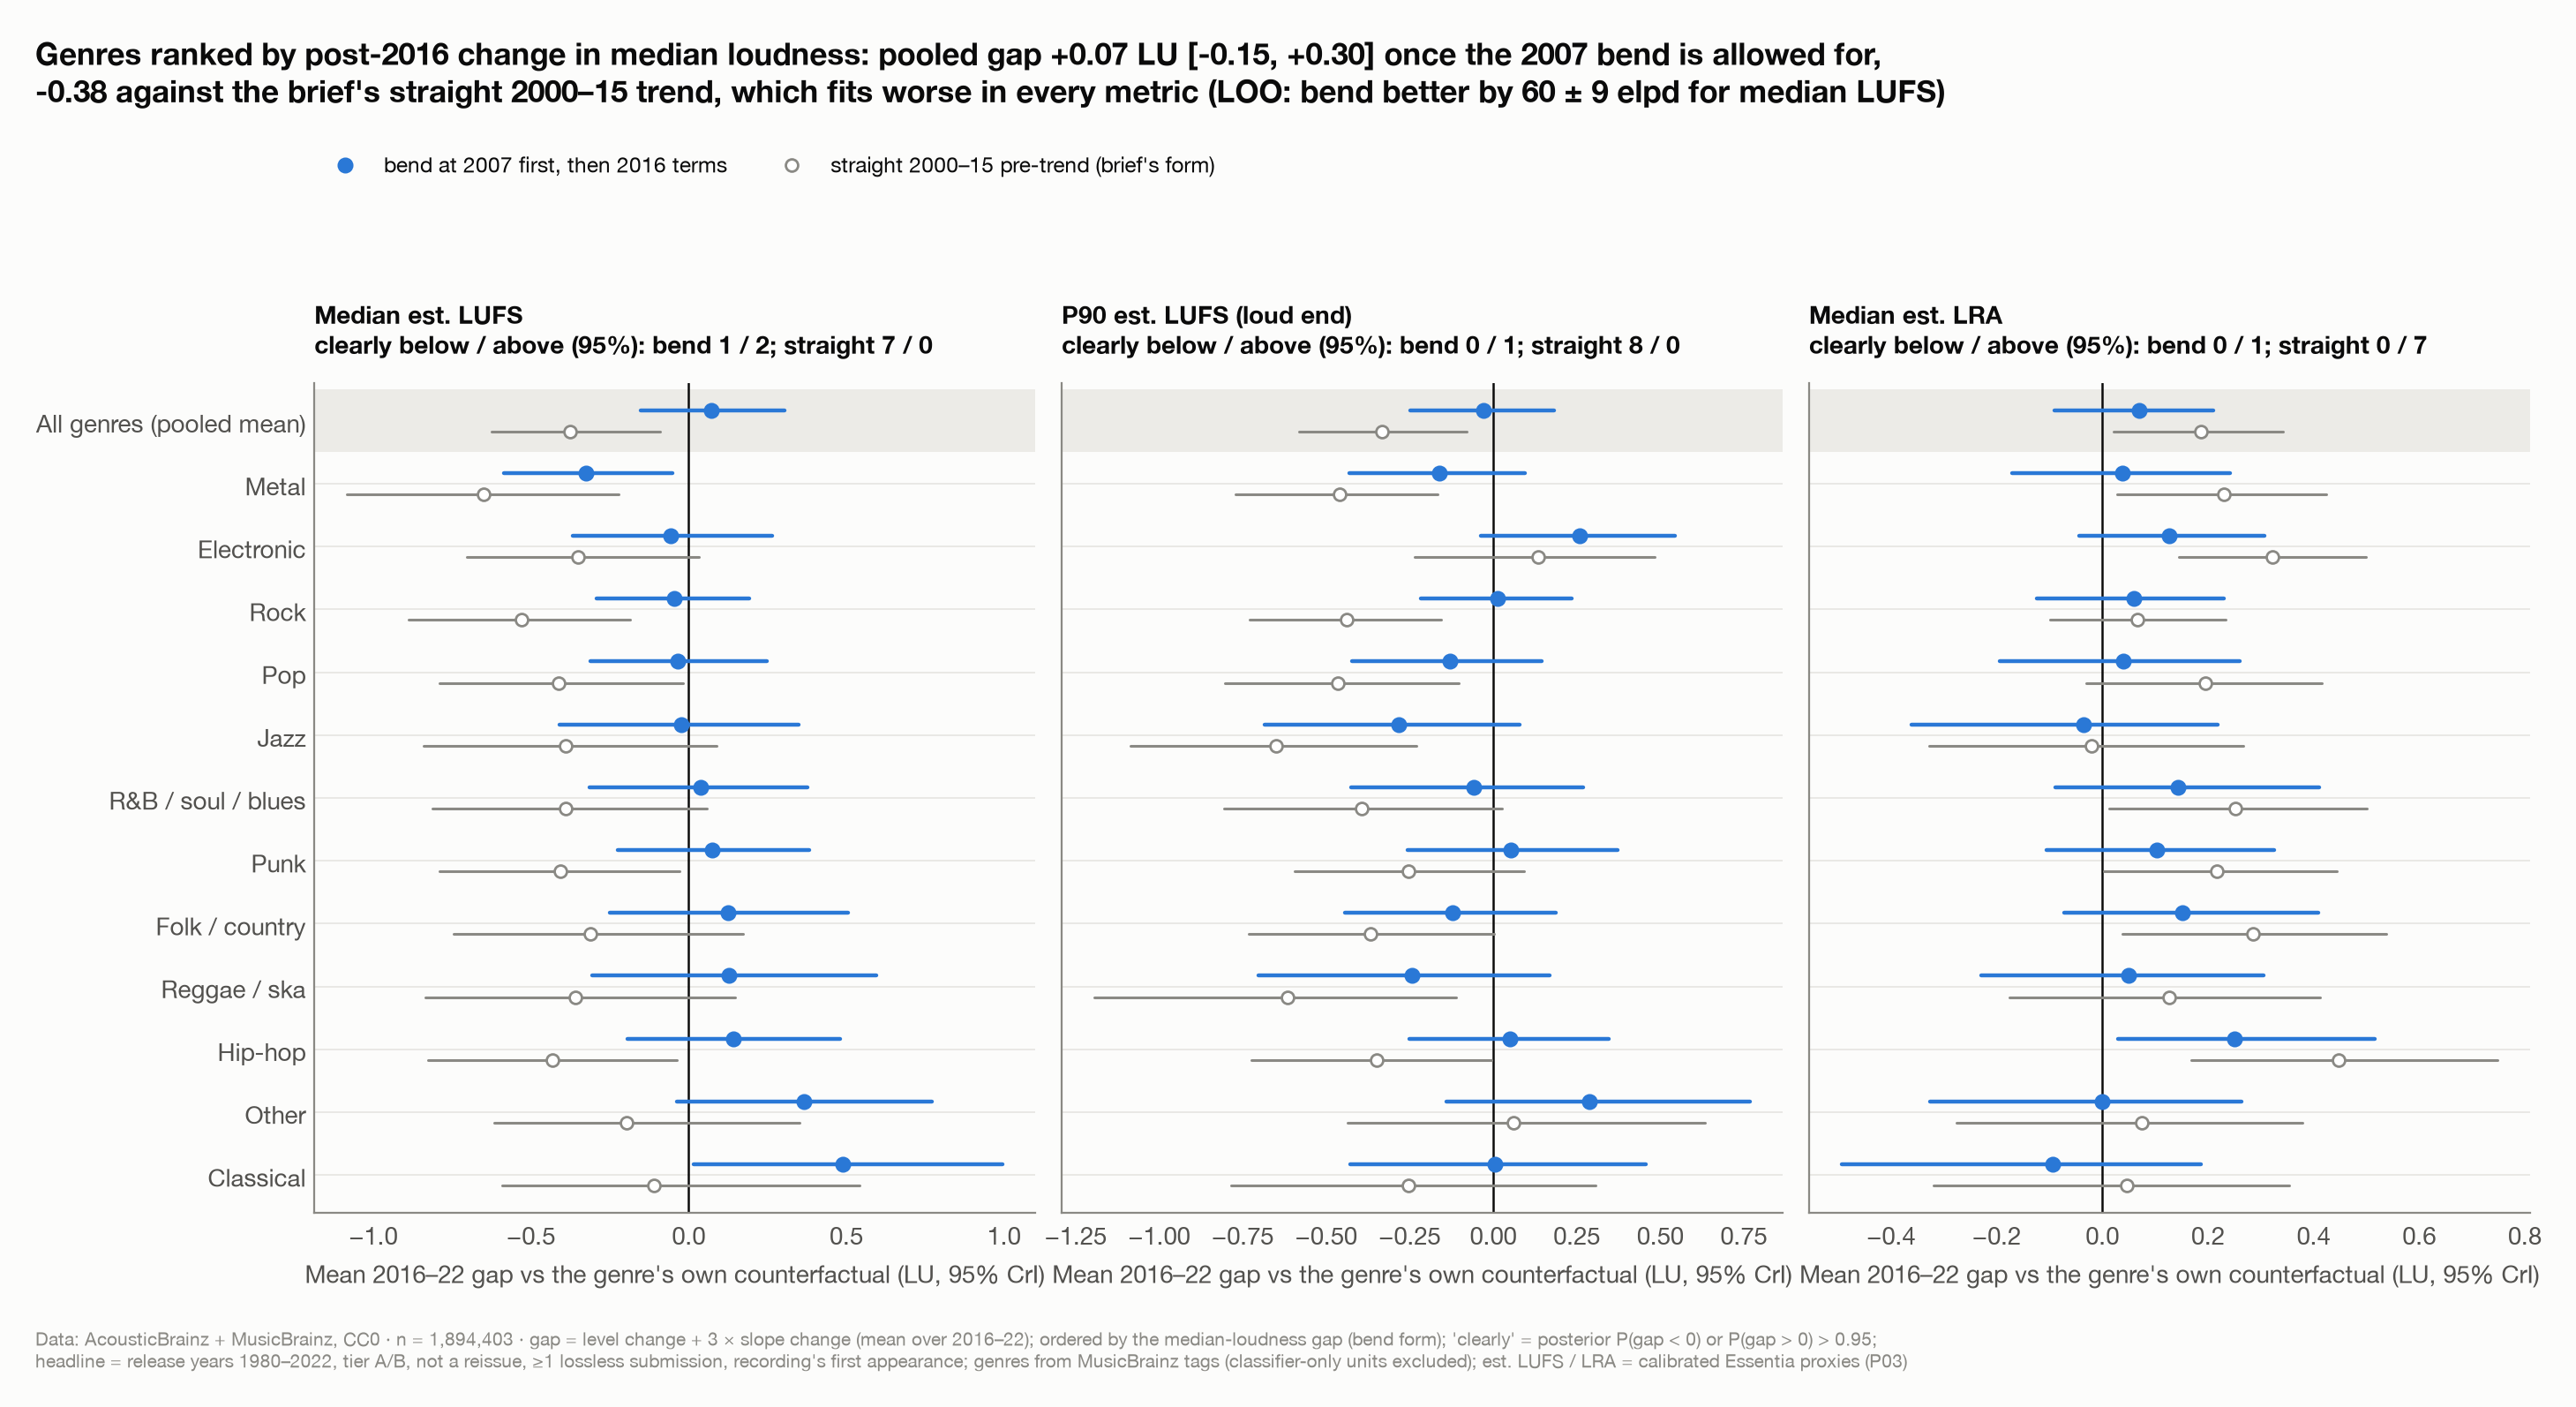 Genres ranked by post-2016 change in median loudness: pooled gap +0.07 LU [-0.15, +0.30] once the 2007 bend is allowed for,
-0.38 against the brief's straight 2000–15 trend, which fits worse in every metric (LOO: bend better by 60 ± 9 elpd for median LUFS)
bend at 2007 first, then 2016 terms
straight 2000–15 pre-trend (brief's form)
Median est. LUFS
clearly below / above (95%): bend 1 / 2; straight 7 / 0
P90 est. LUFS (loud end)
clearly below / above (95%): bend 0 / 1; straight 8 / 0
Median est. LRA
clearly below / above (95%): bend 0 / 1; straight 0 / 7
All genres (pooled mean)
Metal
Electronic
Rock
Pop
Jazz
R&B / soul / blues
Punk
Folk / country
Reggae / ska
Hip-hop
Other
Classical
−1.0 −0.5 0.0 0.5 1.0
−1.25 −1.00 −0.75 −0.50 −0.25 0.00 0.25 0.50 0.75
−0.4 −0.2 0.0 0.2 0.4 0.6 0.8
Mean 2016–22 gap vs the genre's own counterfactual (LU, 95% CrI)
Mean 2016–22 gap vs the genre's own counterfactual (LU, 95% CrI)
Mean 2016–22 gap vs the genre's own counterfactual (LU, 95% CrI)
Data: AcousticBrainz + MusicBrainz, CC0 · n = 1,894,403 · gap = level change + 3 × slope change (mean over 2016–22); ordered by the median-loudness gap (bend form); 'clearly' = posterior P(gap < 0) or P(gap > 0) > 0.95;
headline = release years 1980–2022, tier A/B, not a reissue, ≥1 lossless submission, recording's first appearance; genres from MusicBrainz tags (classifier-only units excluded); est. LUFS / LRA = calibrated Essentia proxies (P03)